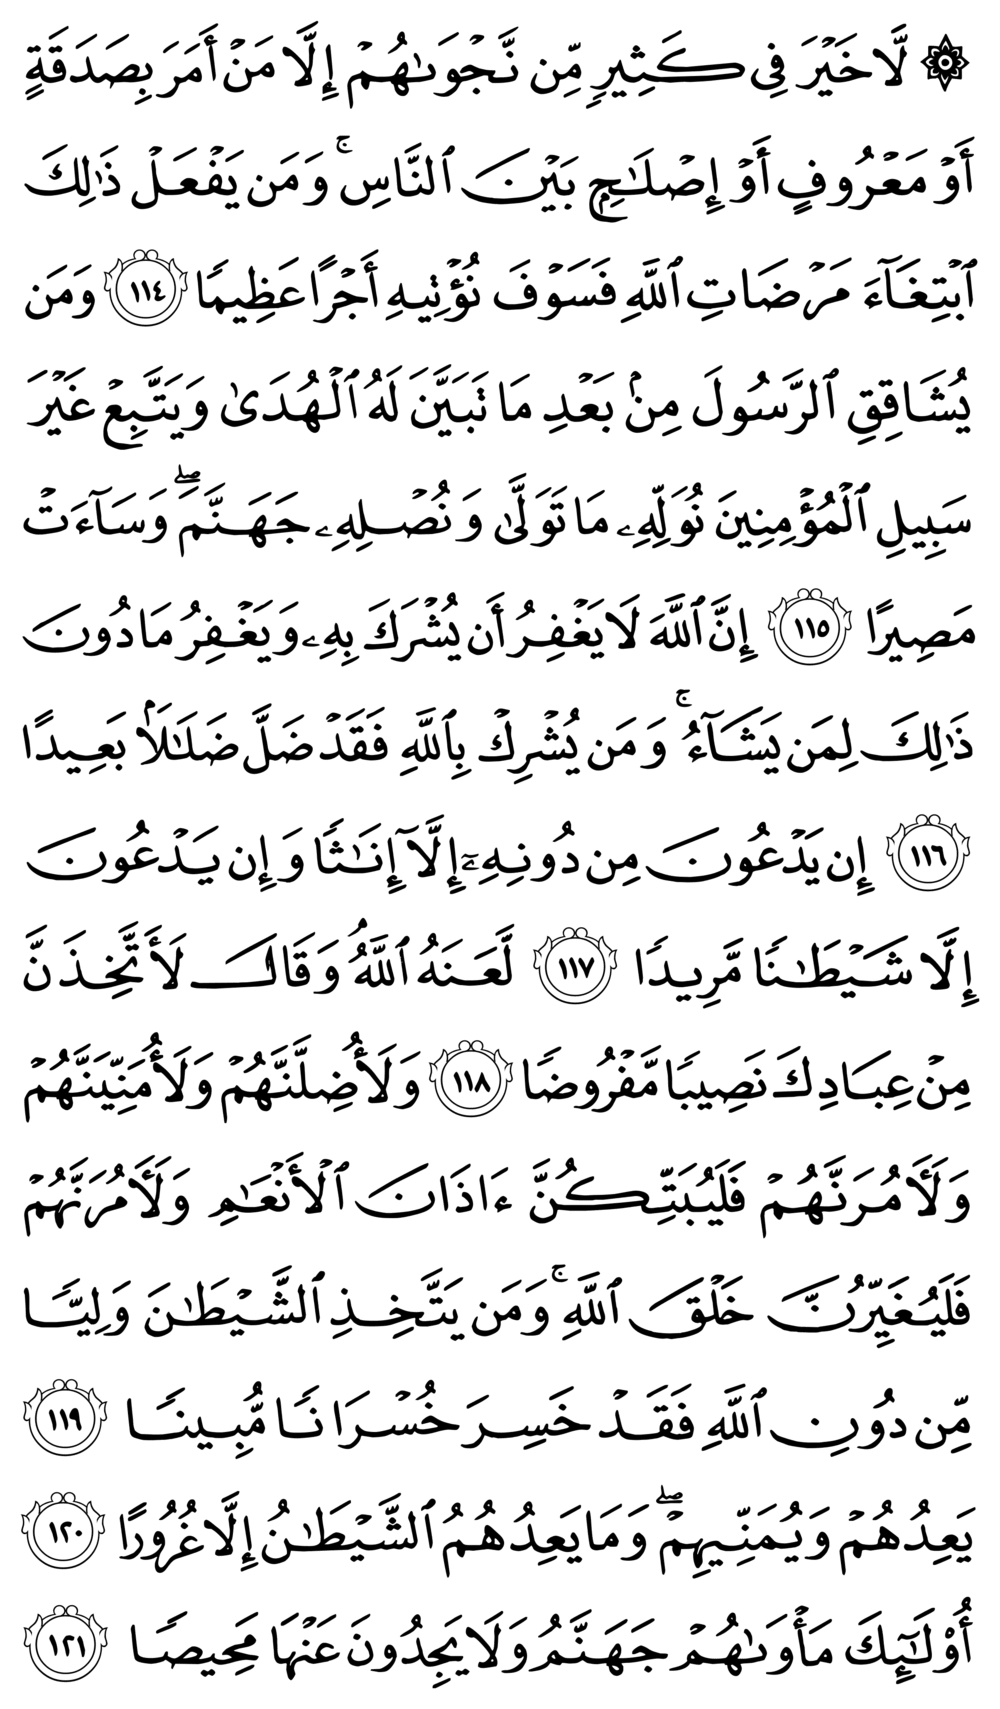 ۞ لَّا خَيۡرَ فِي كَثِيرٖ مِّن نَّجۡوَىٰهُمۡ إِلَّا مَنۡ أَمَرَ بِصَدَقَةٍ
أَوۡ مَعۡرُوفٍ أَوۡ إِصۡلَٰحِۭ بَيۡنَ ٱلنَّاسِۚ وَمَن يَفۡعَلۡ ذَٰلِكَ
ٱبۡتِغَآءَ مَرۡضَاتِ ٱللَّهِ فَسَوۡفَ نُؤۡتِيهِ أَجۡرًا عَظِيمٗا ١١٤ وَمَن
يُشَاقِقِ ٱلرَّسُولَ مِنۢ بَعۡدِ مَا تَبَيَّنَ لَهُ ٱلۡهُدَىٰ وَيَتَّبِعۡ غَيۡرَ
سَبِيلِ ٱلۡمُؤۡمِنِينَ نُوَلِّهِۦ مَا تَوَلَّىٰ وَنُصۡلِهِۦ جَهَنَّمَۖ وَسَآءَتۡ
مَصِيرًا ١١٥ إِنَّ ٱللَّهَ لَا يَغۡفِرُ أَن يُشۡرَكَ بِهِۦ وَيَغۡفِرُ مَا دُونَ
ذَٰلِكَ لِمَن يَشَآءُۚ وَمَن يُشۡرِكۡ بِٱللَّهِ فَقَدۡ ضَلَّ ضَلَٰلَۢا بَعِيدًا
١١٦ إِن يَدۡعُونَ مِن دُونِهِۦٓ إِلَّآ إِنَٰثٗا وَإِن يَدۡعُونَ
إِلَّا شَيۡطَٰنٗا مَّرِيدٗا ١١٧ لَّعَنَهُ ٱللَّهُۘ وَقَالَ لَأَتَّخِذَنَّ
مِنۡ عِبَادِكَ نَصِيبٗا مَّفۡرُوضٗا ١١٨ وَلَأُضِلَّنَّهُمۡ وَلَأُمَنِّيَنَّهُمۡ
وَلَأٓمُرَنَّهُمۡ فَلَيُبَتِّكُنَّ ءَاذَانَ ٱلۡأَنۡعَٰمِ وَلَأٓمُرَنَّهُمۡ
فَلَيُغَيِّرُنَّ خَلۡقَ ٱللَّهِۚ وَمَن يَتَّخِذِ ٱلشَّيۡطَٰنَ وَلِيّٗا
مِّن دُونِ ٱللَّهِ فَقَدۡ خَسِرَ خُسۡرَانٗا مُّبِينٗا ١١٩
يَعِدُهُمۡ وَيُمَنِّيهِمۡۖ وَمَا يَعِدُهُمُ ٱلشَّيۡطَٰنُ إِلَّا غُرُورًا ١٢٠
أُوْلَٰٓئِكَ مَأۡوَىٰهُمۡ جَهَنَّمُ وَلَا يَجِدُونَ عَنۡهَا مَحِيصٗا ١٢١